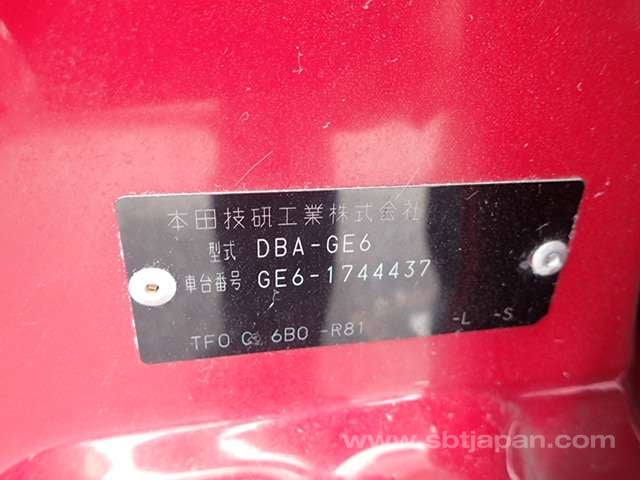 本田技研工業株式会社
型式 DBA-GE6
車台番号 GE6-1744437
6B0 -R81 -L -S
www.sbtjapan.com